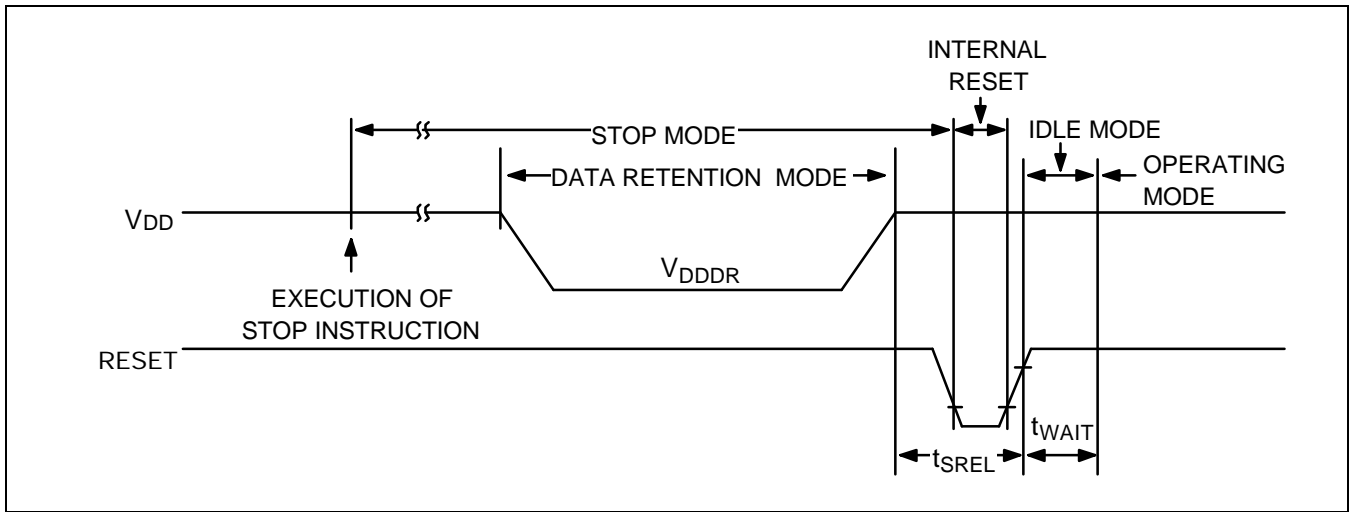 INTERNAL
RESET
STOP MODE
IDLE MODE
DATA RETENTION MODE
OPERATING
MODE
VDD
VDDDR
EXECUTION OF
STOP INSTRUCTION
RESET
tWAIT
tSREL